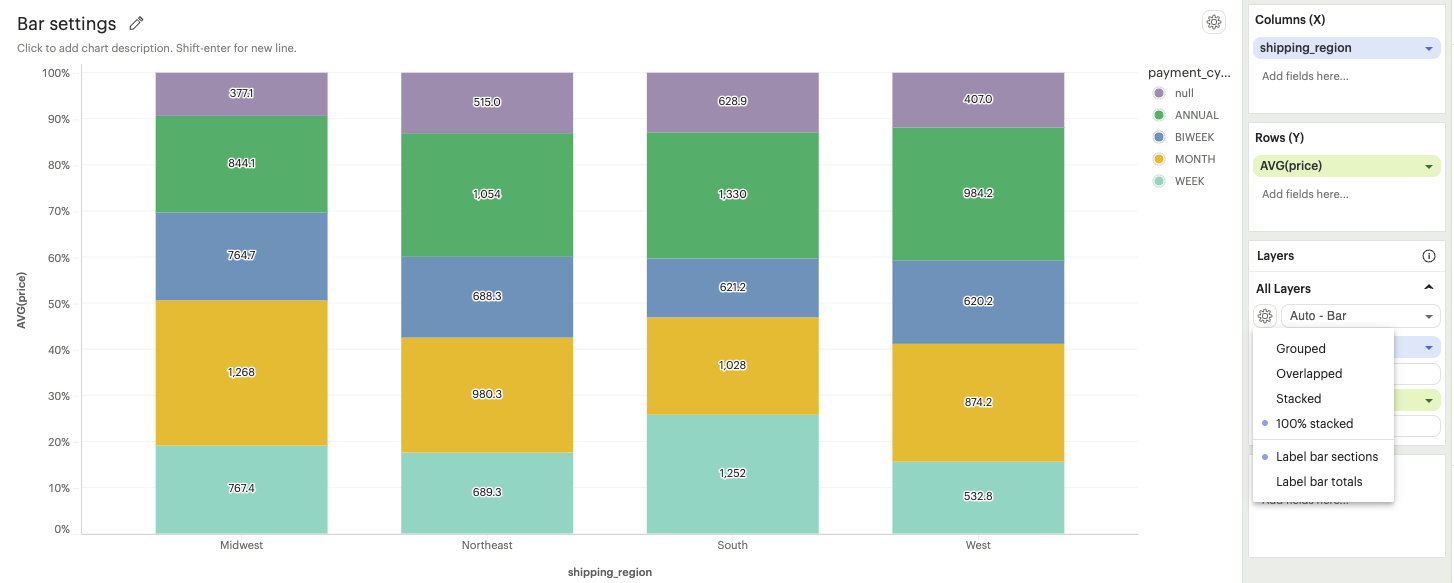 Bar settings
Click to add chart description. Shift-enter for new line.
AVG(price)
100%
90%
80%
70%
60%
50%
40%
30%
20%
10%
0%
377.1
844.1
764.7
1,268
767.4
515.0
1,054
688.3
980.3
689.3
628.9
1,330
621.2
1,028
1,252
407.0
984.2
620.2
874.2
532.8
Midwest
Northeast
South
West
shipping_region
payment_cy...
null
ANNUAL
BIWEEK
MONTH
WEEK
Columns (X)
shipping_region
Add fields here...
Rows (Y)
AVG(price)
Add fields here...
Layers
All Layers
Auto - Bar
Grouped
Overlapped
Stacked
100% stacked
Label bar sections
Label bar totals